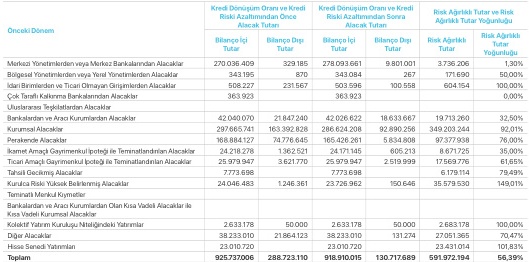 Kredi Dönüşüm Oranı ve Kredi Riski Azaltımından Önce Alacak Tutarı
Kredi Dönüşüm Oranı ve Kredi Riski Azaltımından Sonra Alacak Tutarı
Risk Ağırlıklı Tutar ve Risk Ağırlıklı Tutar Yoğunluğu
Önceki Dönem
Bilanço İçi Tutar
Bilanço Dışı Tutar
Bilanço İçi Tutar
Bilanço Dışı Tutar
Risk Ağırlıklı Tutar
Risk Ağırlıklı Tutar Yoğunluğu
Merkezi Yönetimlerden veya Merkez Bankalarından Alacaklar 270.036.409 329.185 278.093.661 9.801.001 3.736.206 1,30%
Bölgesel Yönetimlerden veya Yerel Yönetimlerden Alacaklar 343.195 870 343.084 267 171.690 50,00%
İdari Birimlerden ve Ticari Olmayan Girişimlerden Alacaklar 508.227 231.567 503.596 100.558 604.154 100,00%
Çok Taraflı Kalkınma Bankalarından Alacaklar 363.923 363.923 0,00%
Uluslararası Teşkilatlardan Alacaklar
Bankalardan ve Aracı Kurumlardan Alacaklar 42.040.070 21.847.240 42.026.622 18.633.667 19.713.260 32,50%
Kurumsal Alacaklar 297.665.741 163.392.828 286.624.208 92.890.256 349.203.244 92,01%
Perakende Alacaklar 168.884.127 74.776.645 165.426.261 5.834.808 97.377.938 76,00%
İkamet Amaçlı Gayrimenkul İpoteği ile Teminatlandırılan Alacaklar 24.218.278 1.362.521 24.171.145 605.213 8.671.725 35,00%
Ticari Amaçlı Gayrimenkul İpoteği ile Teminatlandırılan Alacaklar 25.979.947 3.621.770 25.979.947 2.519.999 17.569.776 61,65%
Tahsili Gecikmiş Alacaklar 7.773.698 7.773.698 6.179.114 79,49%
Kurulca Riski Yüksek Belirlenmiş Alacaklar 24.046.483 1.246.361 23.726.962 150.646 35.579.530 149,01%
Teminatlı Menkul Kıymetler
Bankalardan ve Aracı Kurumlardan Olan Kısa Vadeli Alacaklar ile
Kısa Vadeli Kurumsal Alacaklar
Kolektif Yatırım Kuruluşu Niteliğindeki Yatırımlar 2.633.178 50.000 2.633.178 50.000 2.683.178 100,00%
Diğer Alacaklar 38.233.010 21.864.123 38.233.010 131.274 27.051.365 70,47%
Hisse Senedi Yatırımları 23.010.720 23.010.720 23.431.014 101,83%
Toplam 925.737.006 288.723.110 918.910.015 130.717.689 591.972.194 56,39%